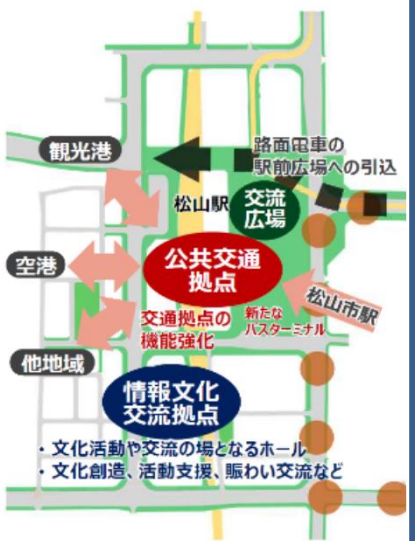 路面電車の
駅前広場への引込
観光港
松山駅
交流
広場
空港
公共交通
拠点
松山市駅
交通拠点の
機能強化
新たな
バスターミナル
他地域
情報文化
交流拠点
・文化活動や交流の場となるホール
・文化創造、活動支援、賑わい交流など